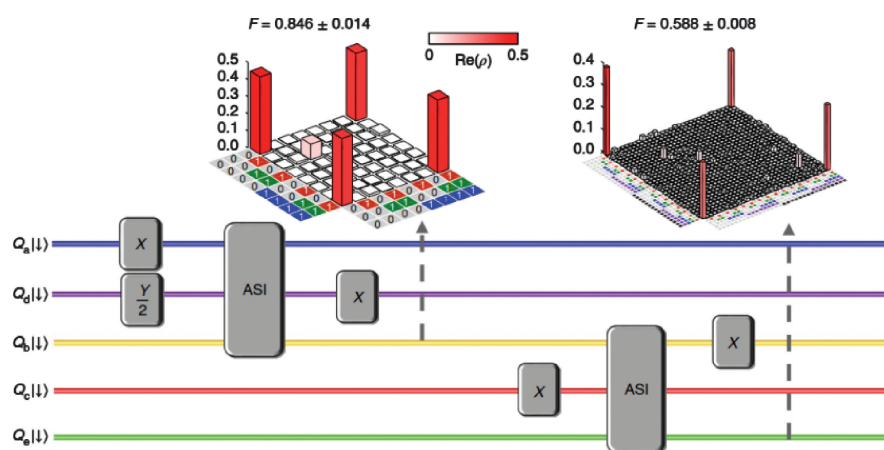 F = 0.846 ± 0.014
F = 0.588 ± 0.008
0 0.5
Re(ρ)
0.5
0.4
0.3
0.2
0.1
0.0
0.4
0.3
0.2
0.1
0.0
Qa|↓⟩
X
ASI
Qd|↓⟩
Y/2
X
Qb|↓⟩
X
Qc|↓⟩
X
ASI
Qe|↓⟩